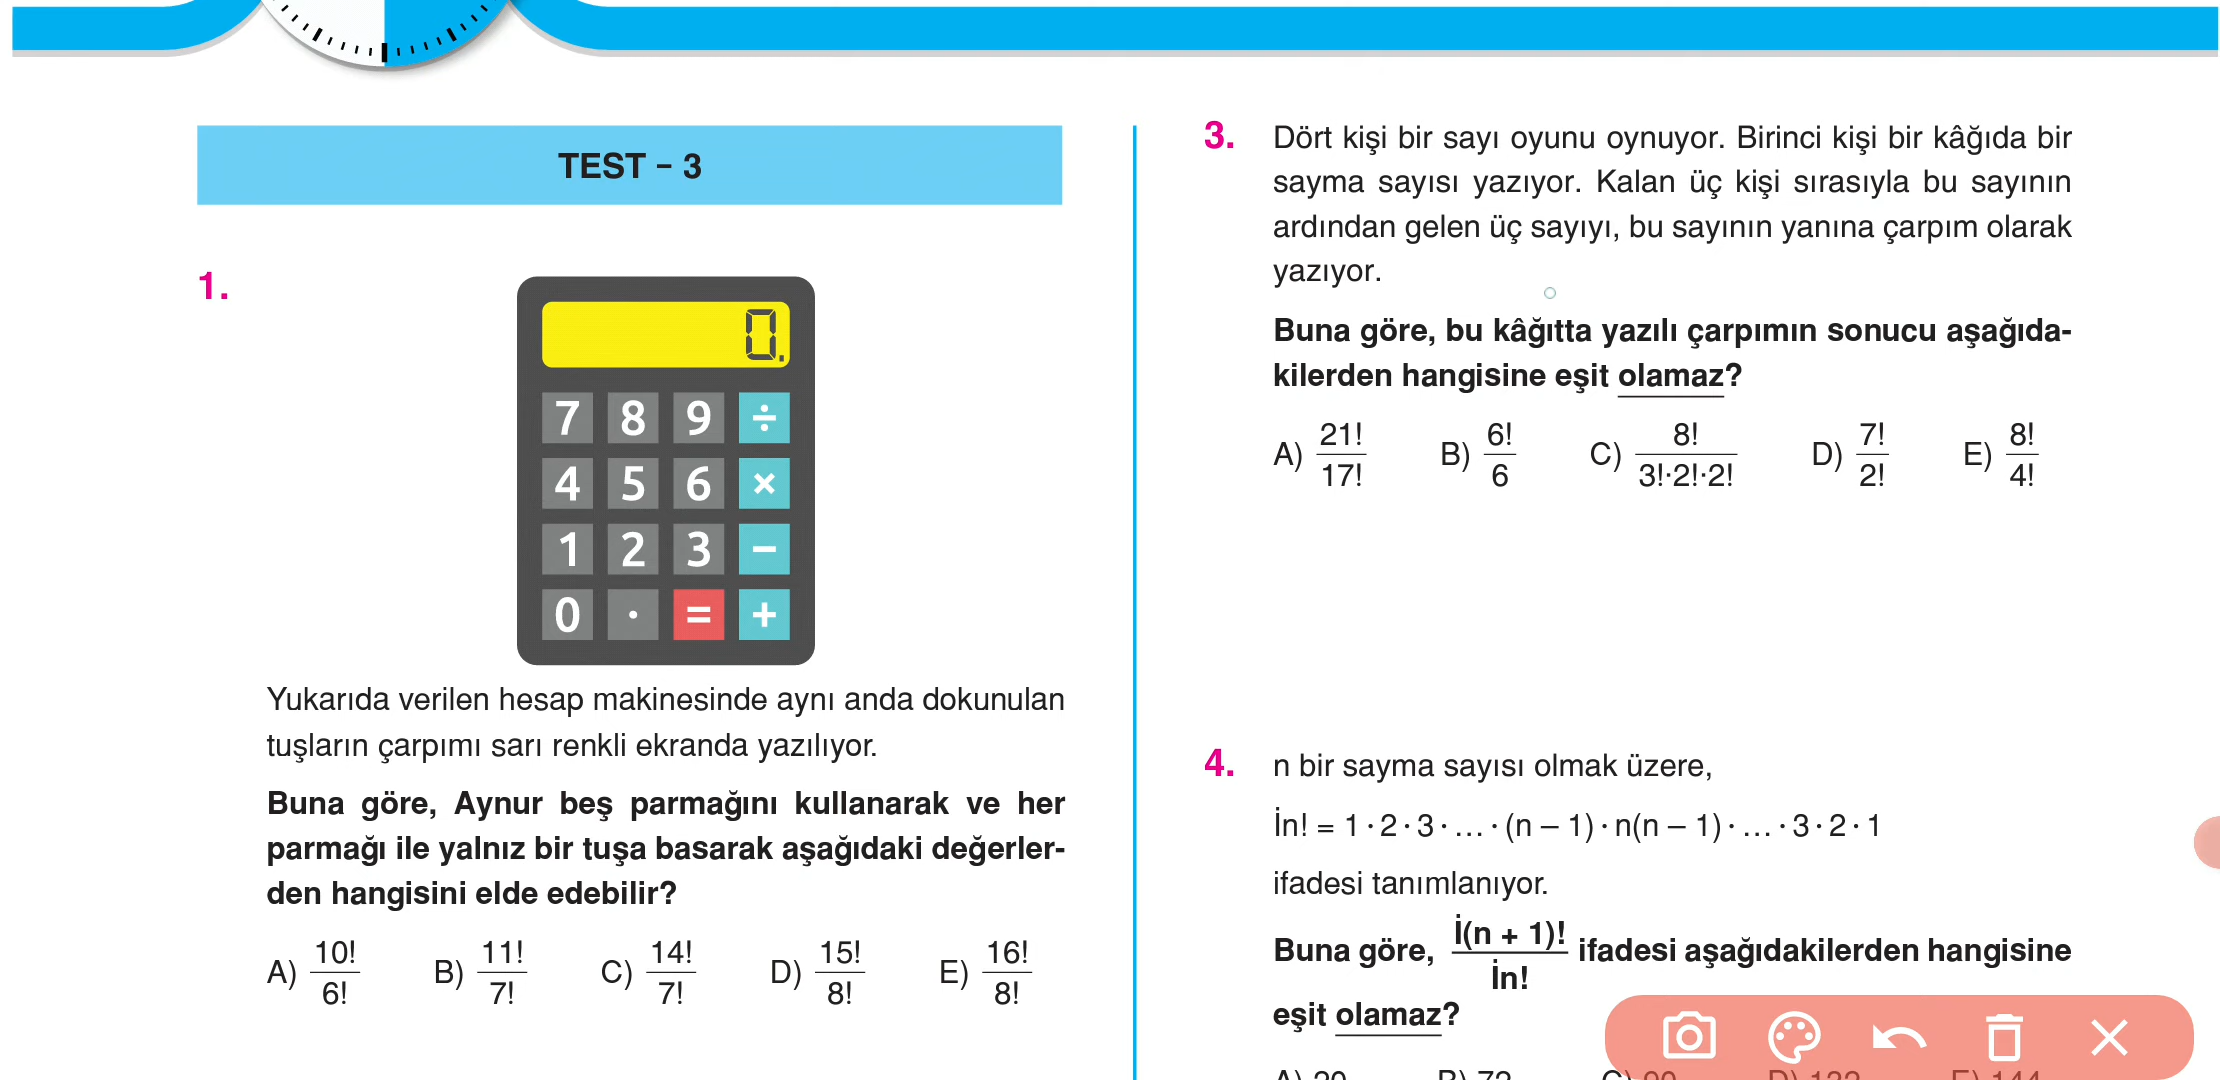 TEST – 3
1.
0.
7 8 9 ÷
4 5 6 ×
1 2 3 –
0 · = +
Yukarıda verilen hesap makinesinde aynı anda dokunulan
tuşların çarpımı sarı renkli ekranda yazılıyor.
Buna göre, Aynur beş parmağını kullanarak ve her
parmağı ile yalnız bir tuşa basarak aşağıdaki değerler-
den hangisini elde edebilir?
A) 10!/6! B) 11!/7! C) 14!/7! D) 15!/8! E) 16!/8!
3. Dört kişi bir sayı oyunu oynuyor. Birinci kişi bir kâğıda bir
sayma sayısı yazıyor. Kalan üç kişi sırasıyla bu sayının
ardından gelen üç sayıyı, bu sayının yanına çarpım olarak
yazıyor.
Buna göre, bu kâğıtta yazılı çarpımın sonucu aşağıda-
kilerden hangisine eşit olamaz?
A) 21!/17! B) 6!/6 C) 8!/(3!·2!·2!) D) 7!/2! E) 8!/4!
4. n bir sayma sayısı olmak üzere,
İn! = 1 · 2 · 3 · … · (n – 1) · n(n – 1) · … · 3 · 2 · 1
ifadesi tanımlanıyor.
Buna göre, İ(n + 1)!/İn! ifadesi aşağıdakilerden hangisine
eşit olamaz?
A) 20 B) 72 C) 90 D) 132 E) 144